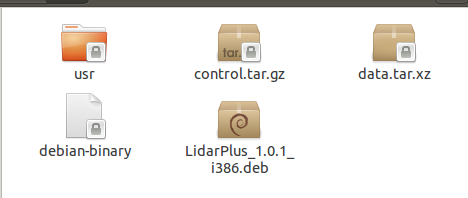 usr
control.tar.gz
data.tar.xz
tar.
debian-binary
LidarPlus_1.0.1_
i386.deb